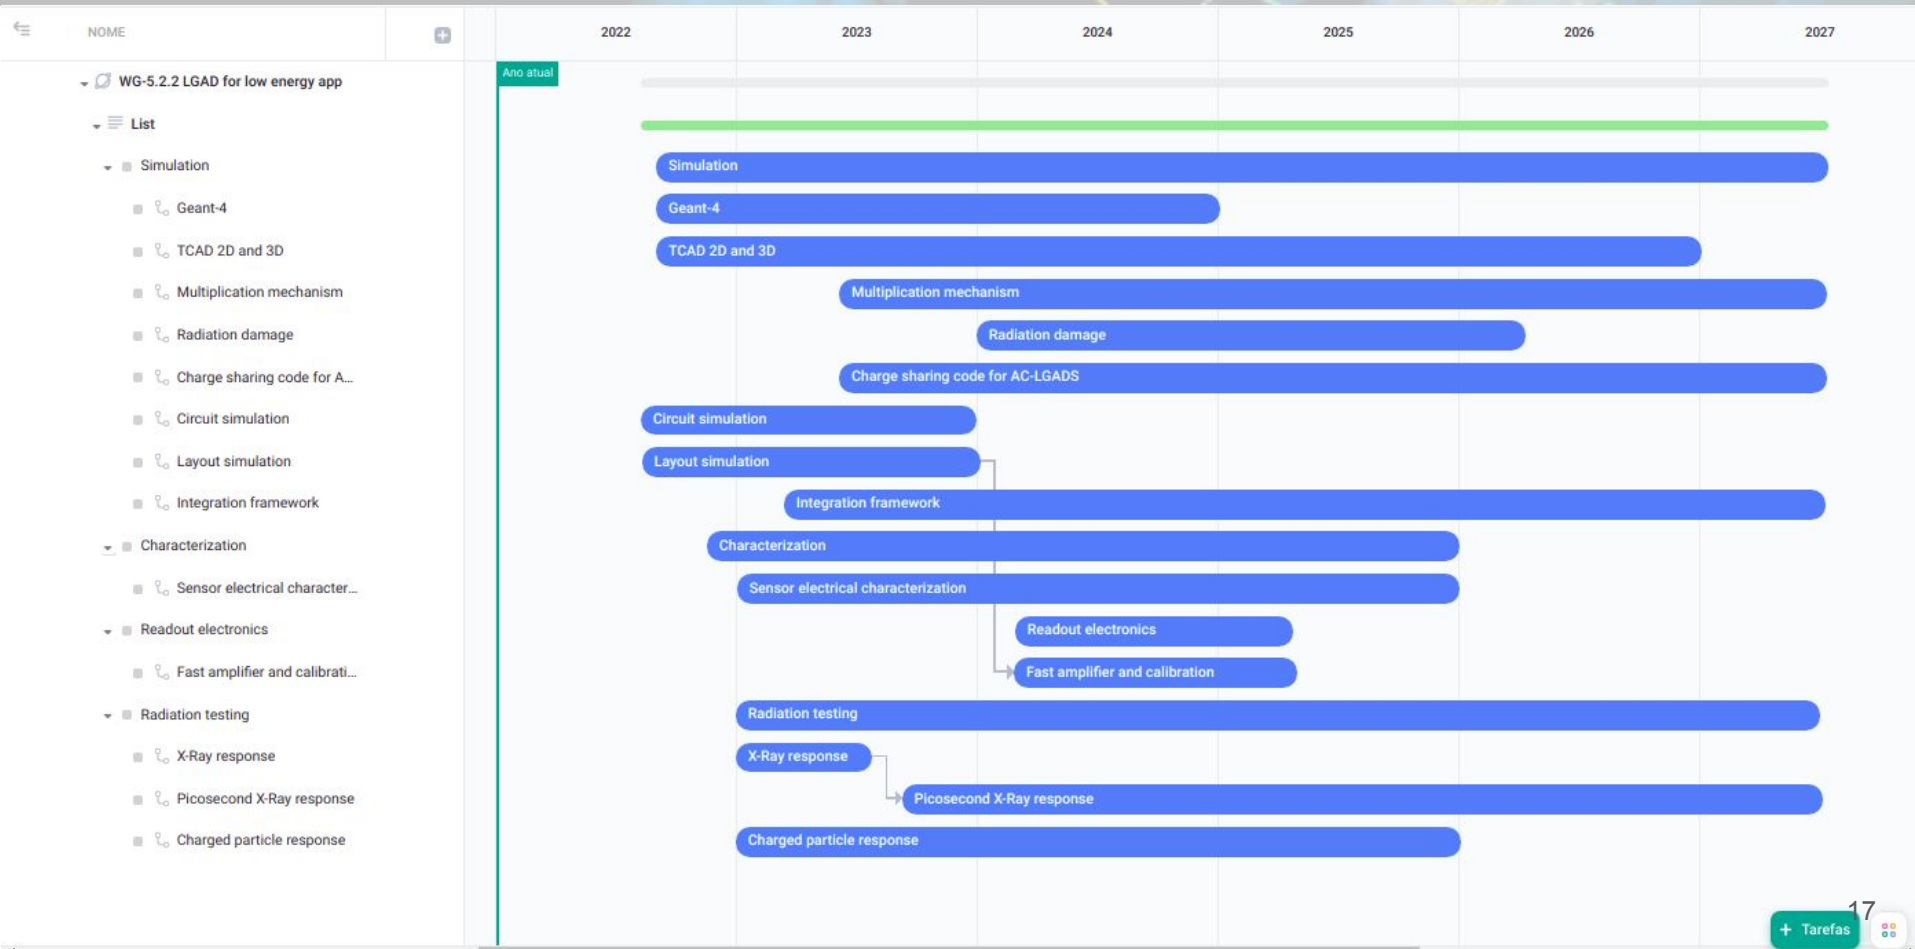 NOME
2022
2023
2024
2025
2026
2027
Ano atual
WG-5.2.2 LGAD for low energy app
List
Simulation
Simulation
Geant-4
Geant-4
TCAD 2D and 3D
TCAD 2D and 3D
Multiplication mechanism
Multiplication mechanism
Radiation damage
Radiation damage
Charge sharing code for A...
Charge sharing code for AC-LGADS
Circuit simulation
Circuit simulation
Layout simulation
Layout simulation
Integration framework
Integration framework
Characterization
Characterization
Sensor electrical character...
Sensor electrical characterization
Readout electronics
Readout electronics
Fast amplifier and calibrati...
Fast amplifier and calibration
Radiation testing
Radiation testing
X-Ray response
X-Ray response
Picosecond X-Ray response
Picosecond X-Ray response
Charged particle response
Charged particle response
17
+ Tarefas